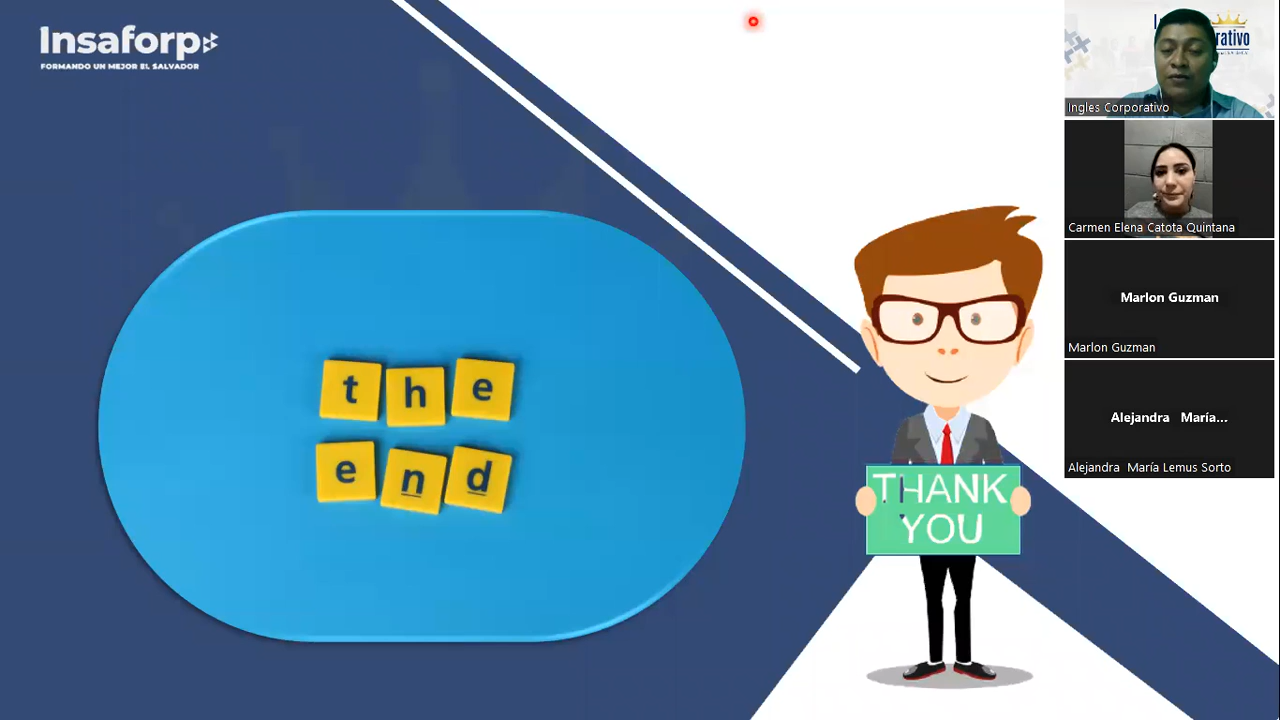 Insaforp
FORMANDO UN MEJOR EL SALVADOR
the
end
THANK
YOU
Ingles Corporativo
Carmen Elena Catota Quintana
Marlon Guzman
Marlon Guzman
Alejandra María...
Alejandra María Lemus Sorto